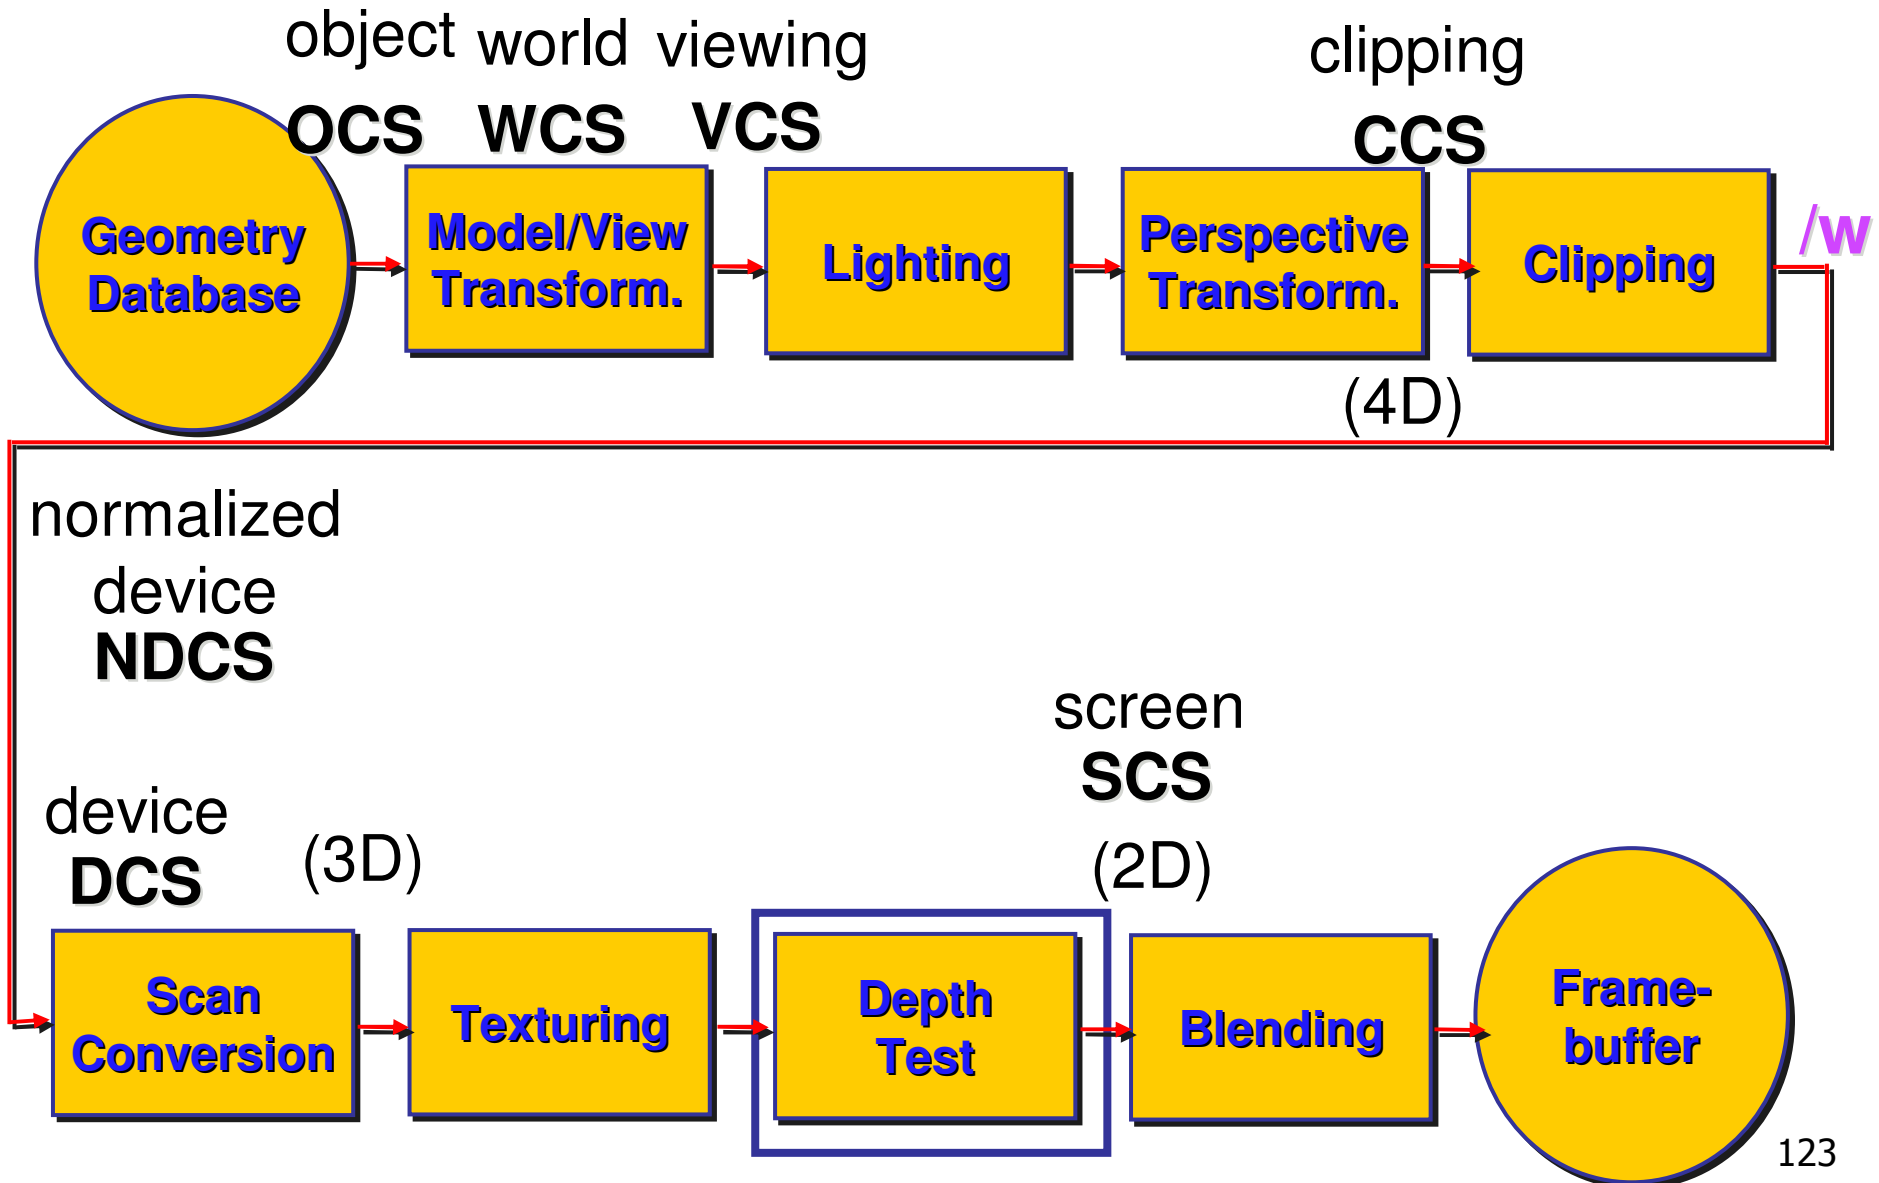 object world viewing clipping
OCS WCS VCS CCS
Geometry
Database
Model/View
Transform.
Lighting
Perspective
Transform.
Clipping
/w
(4D)
normalized
device
NDCS
screen
SCS
device
DCS
(3D)
(2D)
Scan
Conversion
Texturing
Depth
Test
Blending
Frame-
buffer
123